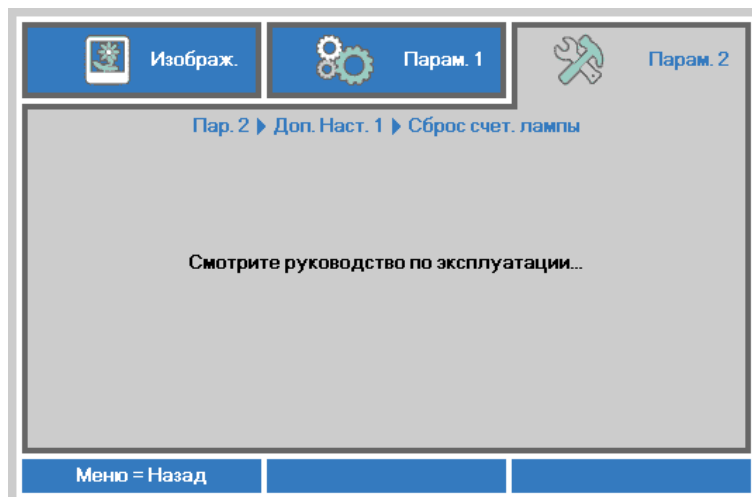 Изображ.
Парам. 1
Парам. 2
Пар. 2 ▶ Доп. Наст. 1 ▶ Сброс счет. лампы
Смотрите руководство по эксплуатации...
Меню = Назад